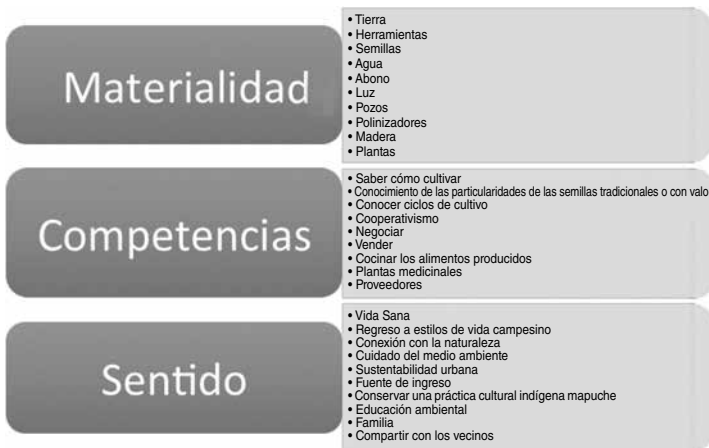 Materialidad
• Tierra
• Herramientas
• Semillas
• Agua
• Abono
• Luz
• Pozos
• Polinizadores
• Madera
• Plantas
Competencias
• Saber cómo cultivar
• Conocimiento de las particularidades de las semillas tradicionales o con valo
• Conocer ciclos de cultivo
• Cooperativismo
• Negociar
• Vender
• Cocinar los alimentos producidos
• Plantas medicinales
• Proveedores
Sentido
• Vida Sana
• Regreso a estilos de vida campesino
• Conexión con la naturaleza
• Cuidado del medio ambiente
• Sustentabilidad urbana
• Fuente de ingreso
• Conservar una práctica cultural indígena mapuche
• Educación ambiental
• Familia
• Compartir con los vecinos